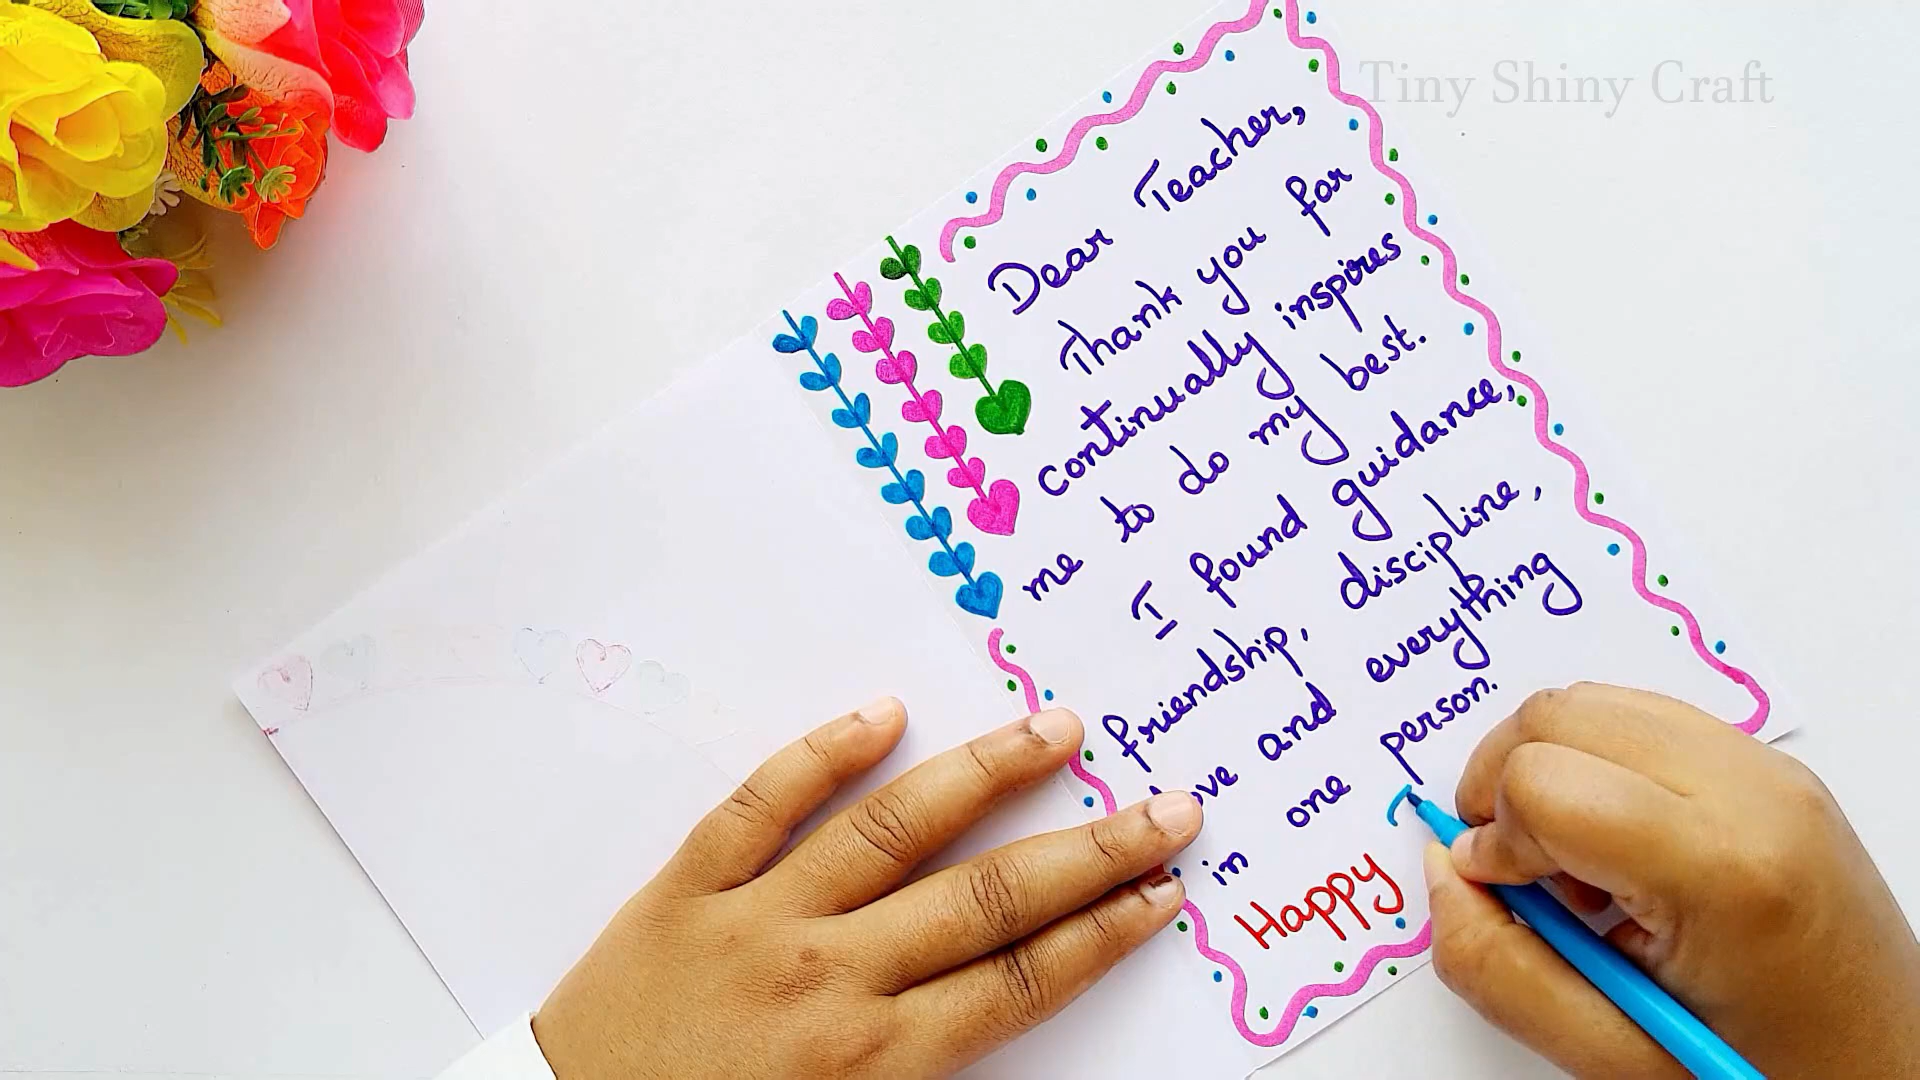 Tiny Shiny Craft
Dear Teacher,
Thank you for
continually inspires
me to do my best.
I found guidance,
friendship, discipline,
love and everything
in one person.
Happy